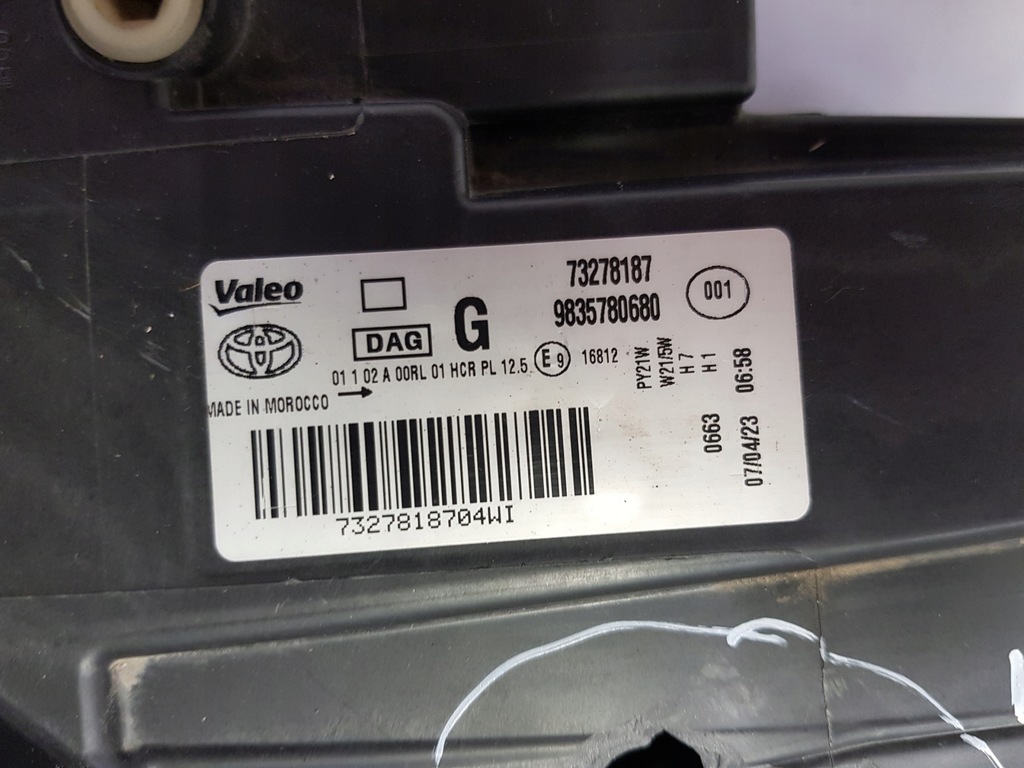 Valeo
DAG
G
73278187
9835780680
001
01 1 02 A 00RL 01 HCR PL 12.5
E9
16812
MADE IN MOROCCO
PY21W
W21/5W
H7
H1
0663
07/04/23 06:58
7327818704WI